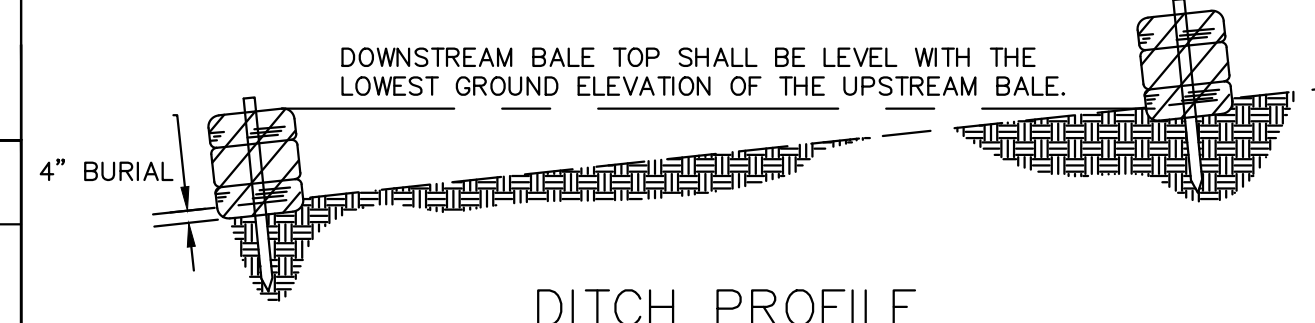 DOWNSTREAM BALE TOP SHALL BE LEVEL WITH THE
LOWEST GROUND ELEVATION OF THE UPSTREAM BALE.
4" BURIAL
DITCH PROFILE